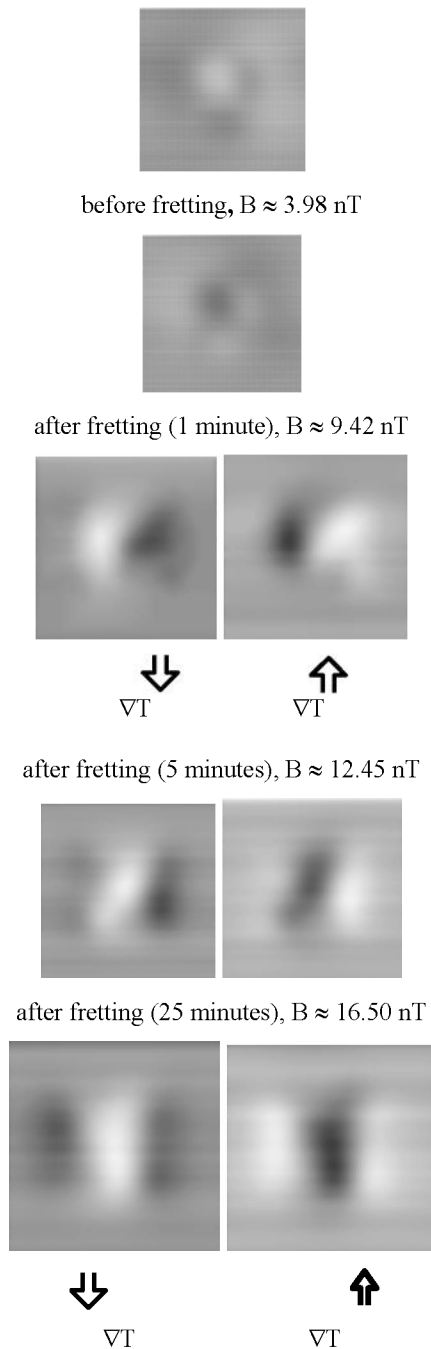 before fretting, B ≈ 3.98 nT
after fretting (1 minute), B ≈ 9.42 nT
∇T ∇T
after fretting (5 minutes), B ≈ 12.45 nT
after fretting (25 minutes), B ≈ 16.50 nT
∇T ∇T